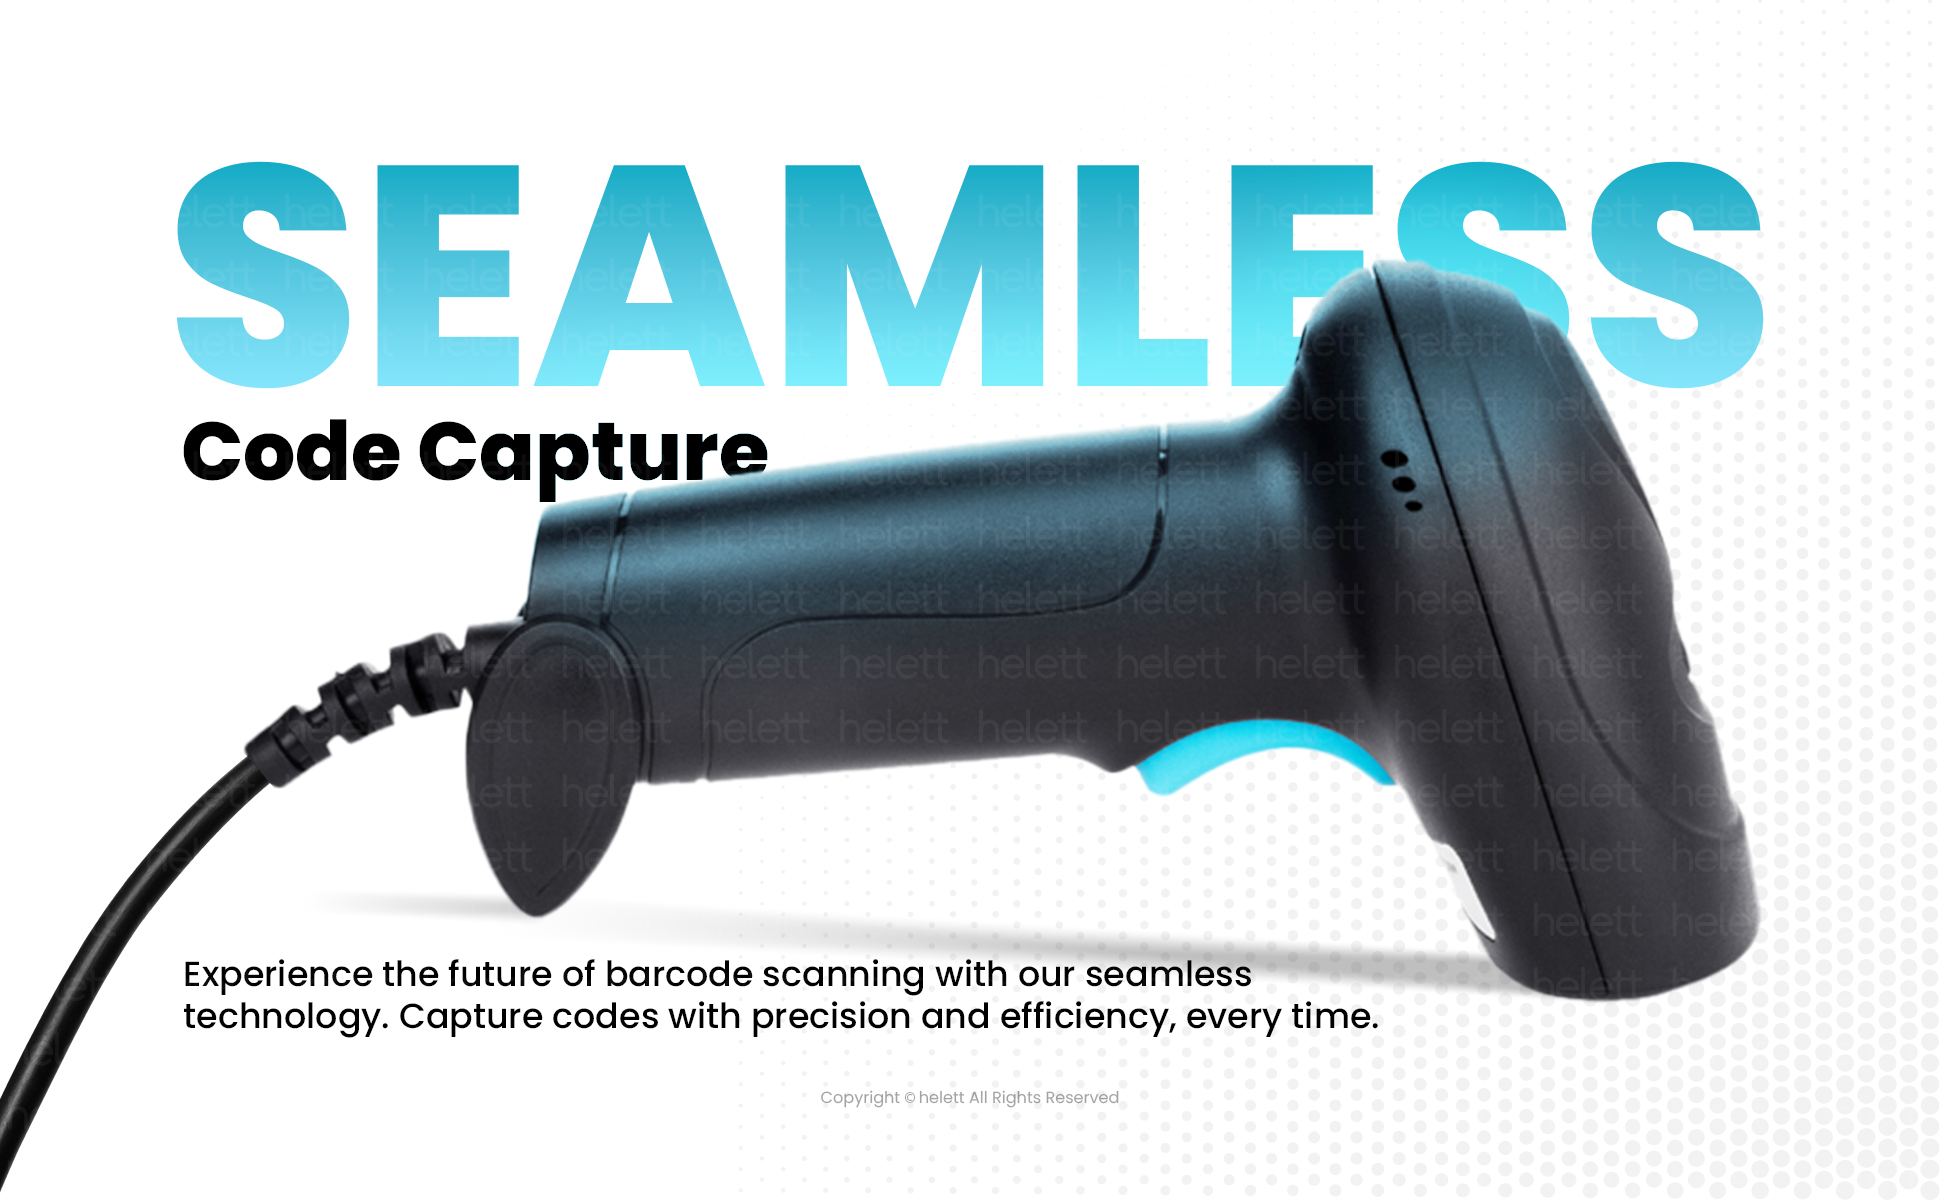 SEAMLESS
Code Capture
Experience the future of barcode scanning with our seamless
technology. Capture codes with precision and efficiency, every time.
Copyright © helett All Rights Reserved